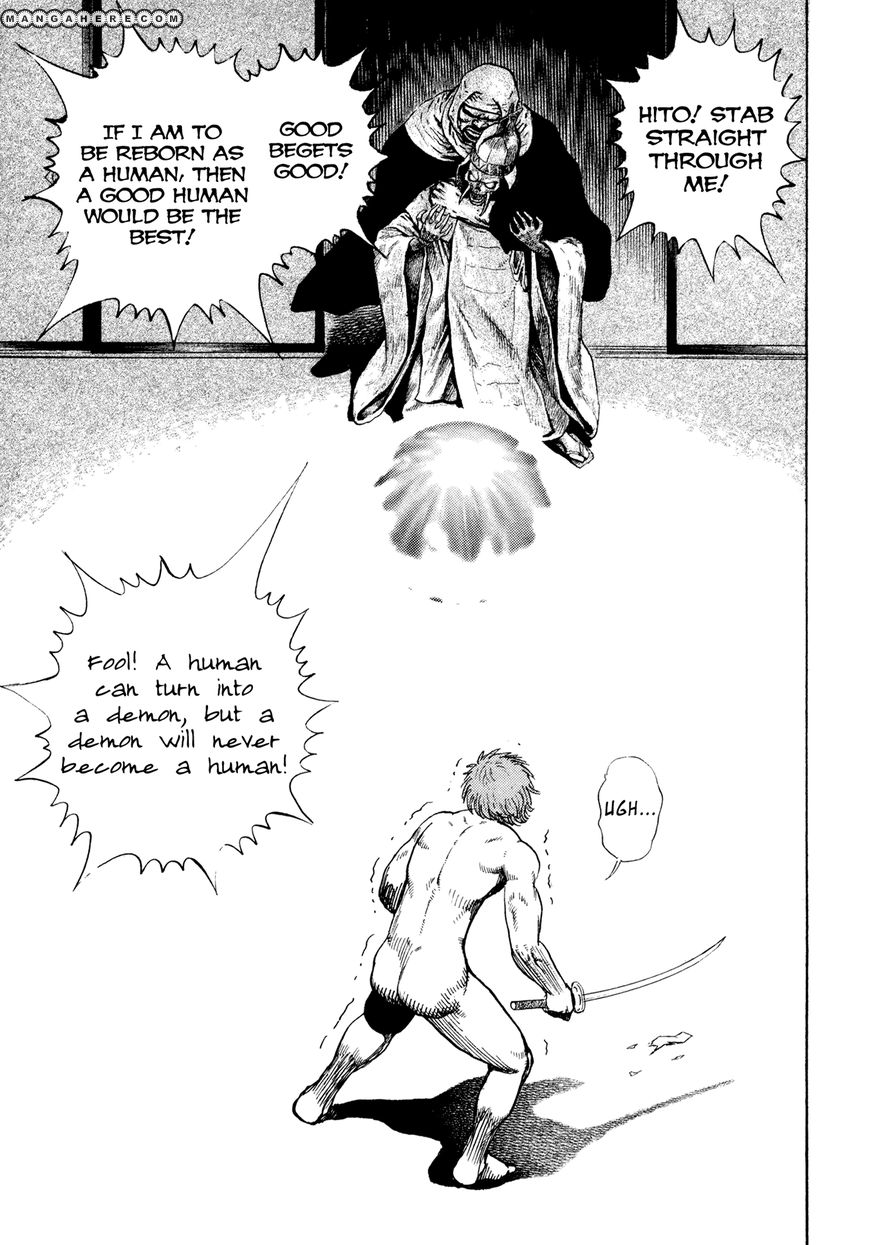 MANGAHERE.COM
HITO! STAB
STRAIGHT
THROUGH
ME!
GOOD
BEGETS
GOOD!
IF I AM TO
BE REBORN AS
A HUMAN, THEN
A GOOD HUMAN
WOULD BE THE
BEST!
Fool! A human
can turn into
a demon, but a
demon will never
become a human!
UGH...